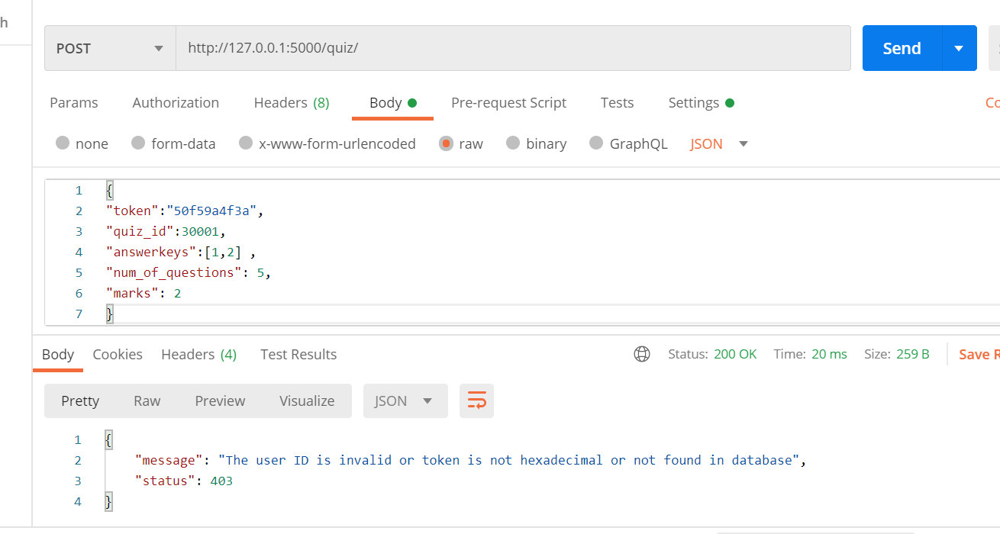 h
POST http://127.0.0.1:5000/quiz/ Send
Params Authorization Headers (8) Body Pre-request Script Tests Settings
none form-data x-www-form-urlencoded raw binary GraphQL JSON
1 {
2 "token":"50f59a4f3a",
3 "quiz_id":30001,
4 "answerkeys":[1,2] ,
5 "num_of_questions": 5,
6 "marks": 2
7 }
Body Cookies Headers (4) Test Results Status: 200 OK Time: 20 ms Size: 259 B Save
Pretty Raw Preview Visualize JSON
1 {
2 "message": "The user ID is invalid or token is not hexadecimal or not found in database",
3 "status": 403
4 }